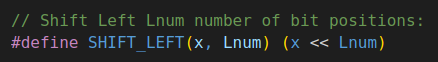 // Shift Left Lnum number of bit positions:
#define SHIFT_LEFT(x, Lnum) (x << Lnum)